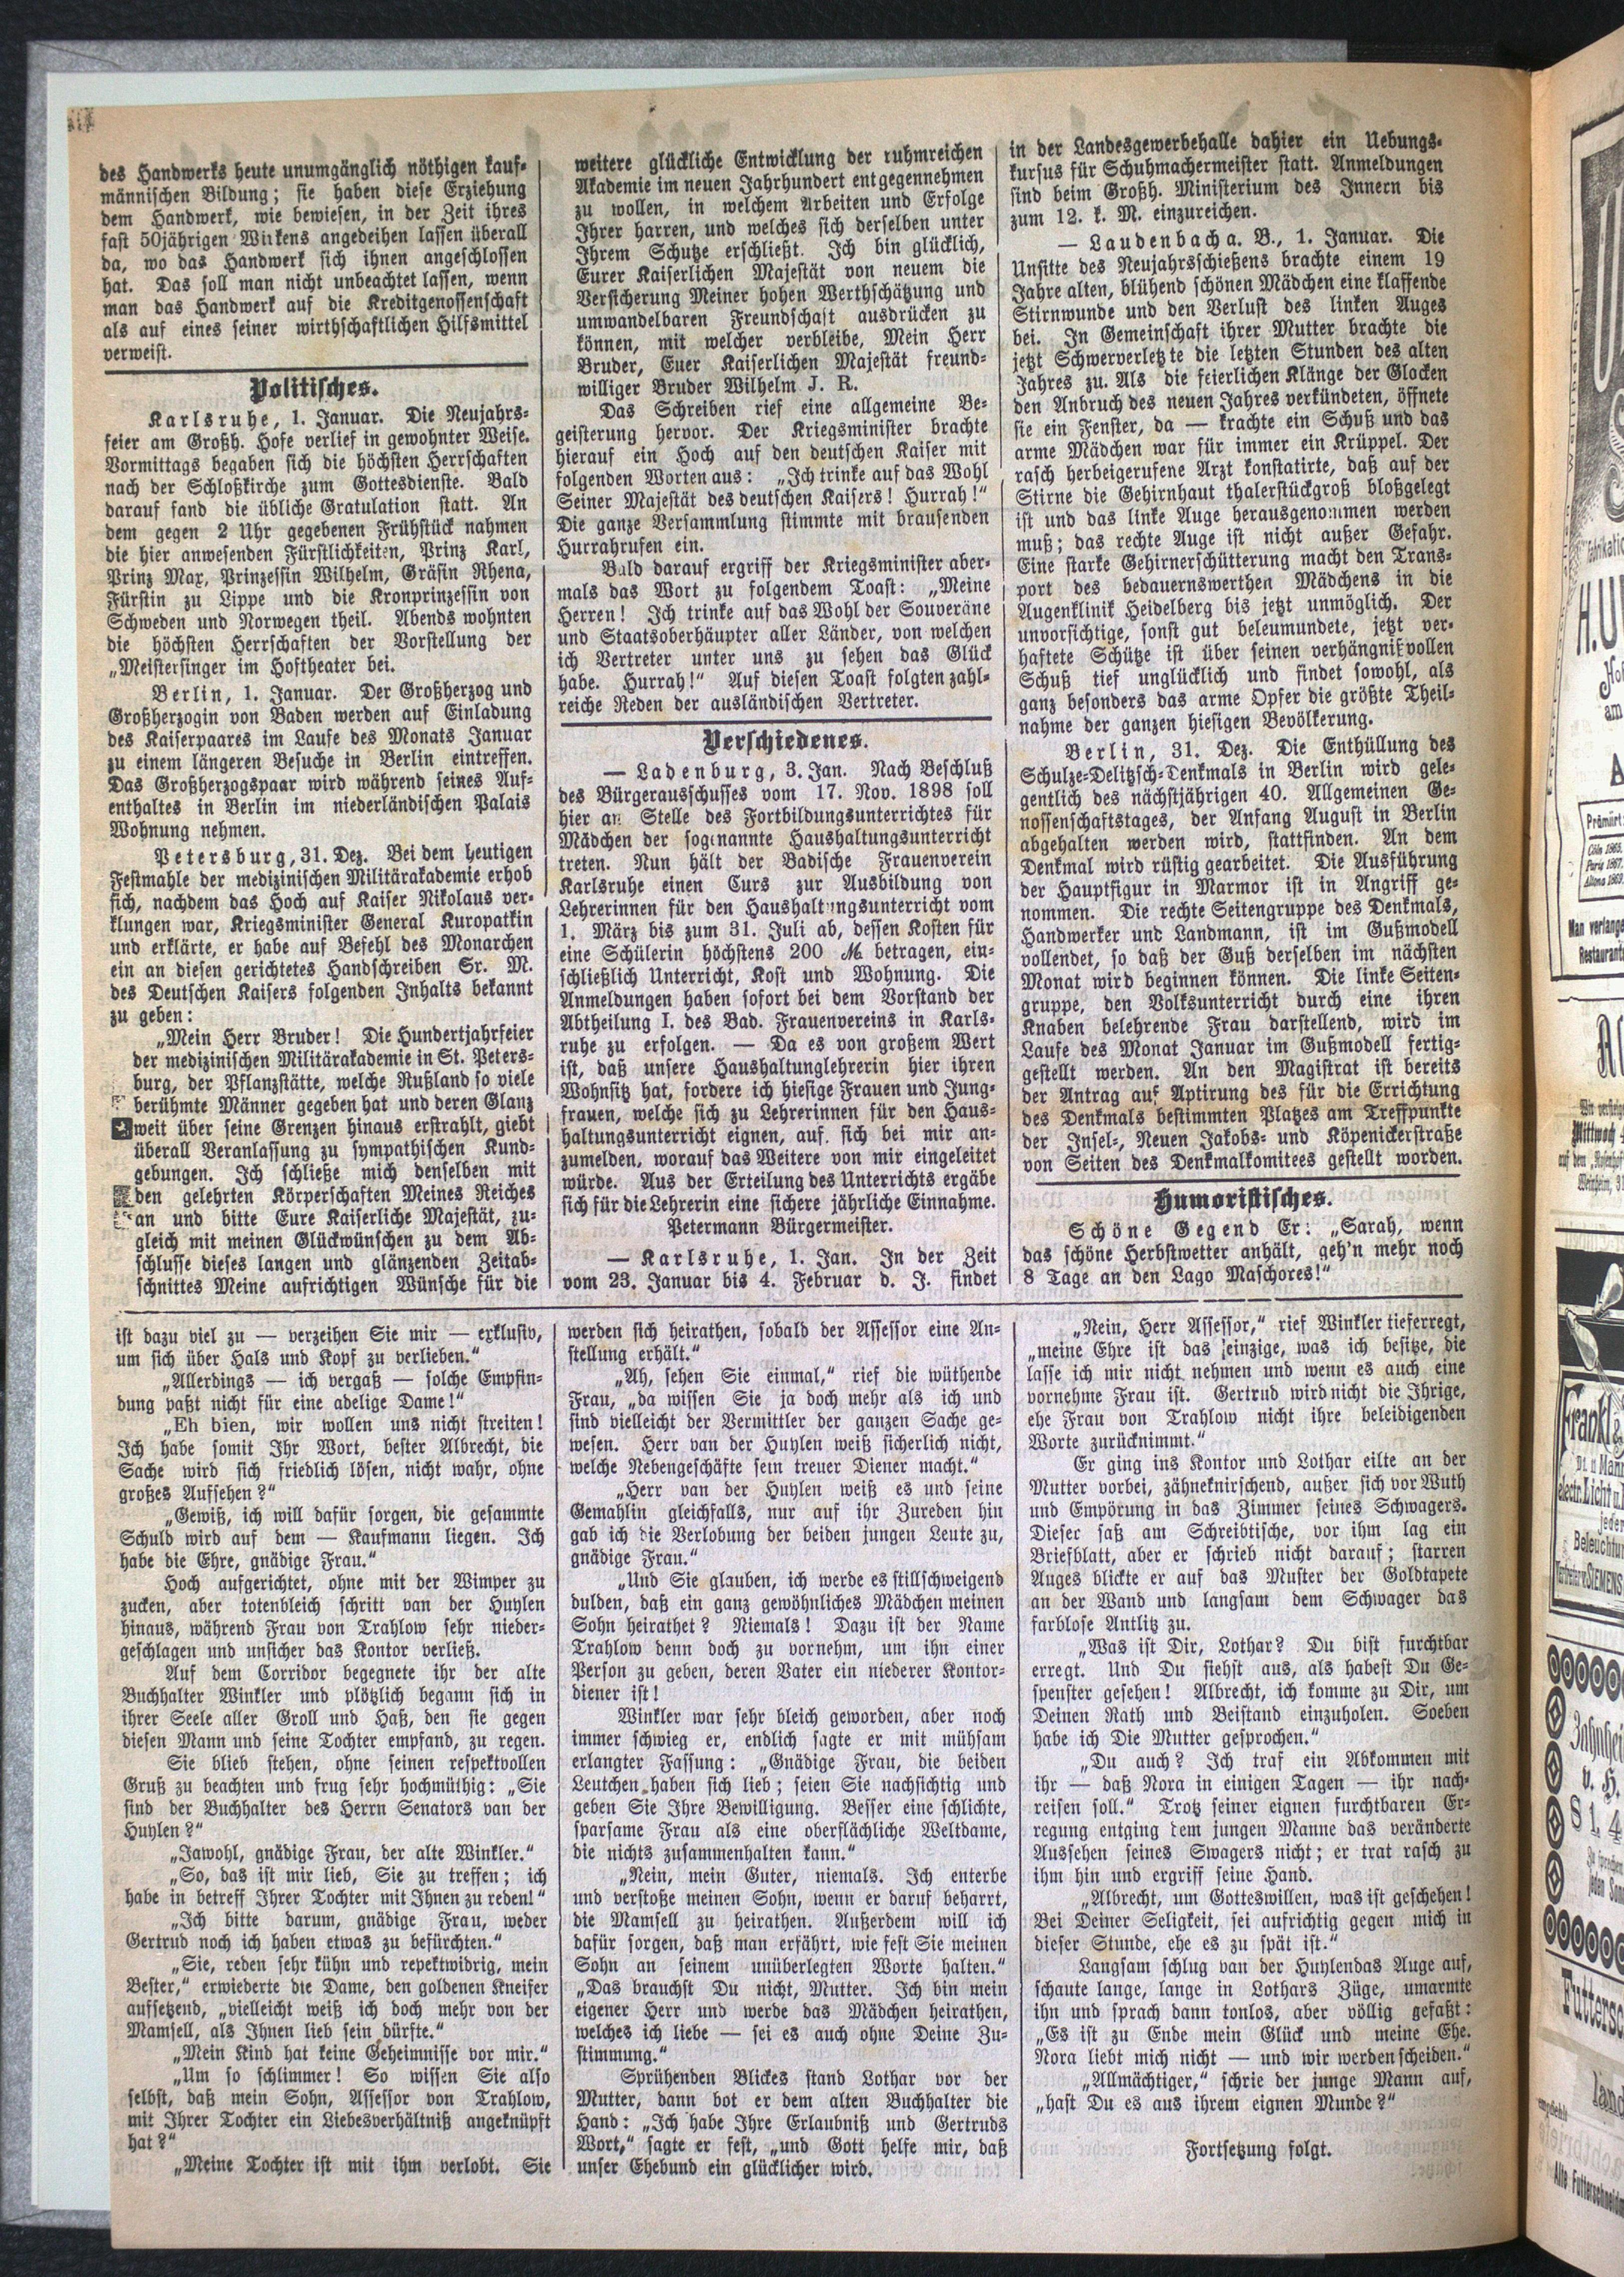 des Handwerks heute unumgänglich nöthigen kauf-
männischen Bildung; sie haben diese Erziehung
dem Handwerk, wie bewiesen, in der Zeit ihres
fast 50jährigen Wirkens angedeihen lassen überall
da, wo das Handwerk sich ihnen angeschlossen
hat. Das soll man nicht unbeachtet lassen, wenn
man das Handwerk auf die Kreditgenossenschaft
als auf eines seiner wirthschaftlichen Hilfsmittel
verweist.
Politisches.
Karlsruhe, 1. Januar. Die Neujahrs-
feier am Großh. Hofe verlief in gewohnter Weise.
Vormittags begaben sich die höchsten Herrschaften
nach der Schloßkirche zum Gottesdienste. Bald
darauf fand die übliche Gratulation statt. An
dem gegen 2 Uhr gegebenen Frühstück nahmen
die hier anwesenden Fürstlichkeiten, Prinz Karl,
Prinz Max, Prinzessin Wilhelm, Gräfin Rhena,
Fürstin zu Lippe und die Kronprinzessin von
Schweden und Norwegen theil. Abends wohnten
die höchsten Herrschaften der Vorstellung der
„Meistersinger im Hoftheater bei.
Berlin, 1. Januar. Der Großherzog und
Großherzogin von Baden werden auf Einladung
des Kaiserpaares im Laufe des Monats Januar
zu einem längeren Besuche in Berlin eintreffen.
Das Großherzogspaar wird während seines Auf-
enthaltes in Berlin im niederländischen Palais
Wohnung nehmen.
Petersburg, 31. Dez. Bei dem heutigen
Festmahle der medizinischen Militärakademie erhob
sich, nachdem das Hoch auf Kaiser Nikolaus ver-
klungen war, Kriegsminister General Kuropatkin
und erklärte, er habe auf Befehl des Monarchen
ein an diesen gerichtetes Handschreiben Sr. M.
des Deutschen Kaisers folgenden Inhalts bekannt
zu geben:
„Mein Herr Bruder! Die Hundertjahrfeier
der medizinischen Militärakademie in St. Peters-
burg, der Pflanzstätte, welche Rußland so viele
berühmte Männer gegeben hat und deren Glanz
weit über seine Grenzen hinaus erstrahlt, giebt
überall Veranlassung zu sympathischen Kund-
gebungen. Ich schließe mich denselben mit
den gelehrten Körperschaften Meines Reiches
an und bitte Eure Kaiserliche Majestät, zu-
gleich mit meinen Glückwünschen zu dem Ab-
schlusse dieses langen und glänzenden Zeitab-
schnittes Meine aufrichtigen Wünsche für die
weitere glückliche Entwicklung der ruhmreichen
Akademie im neuen Jahrhundert entgegennehmen
zu wollen, in welchem Arbeiten und Erfolge
Ihrer harren, und welches sich derselben unter
Ihrem Schutze erschließt. Ich bin glücklich,
Eurer Kaiserlichen Majestät von neuem die
Versicherung Meiner hohen Werthschätzung und
umwandelbaren Freundschaft ausdrücken zu
können, mit welcher verbleibe, Mein Herr
Bruder, Euer Kaiserlichen Majestät freund-
williger Bruder Wilhelm J. R.
Das Schreiben rief eine allgemeine Be-
geisterung hervor. Der Kriegsminister brachte
hierauf ein Hoch auf den deutschen Kaiser mit
folgenden Worten aus: „Ich trinke auf das Wohl
Seiner Majestät des deutschen Kaisers! Hurrah!“
Die ganze Versammlung stimmte mit brausenden
Hurrahrufen ein.
Bald darauf ergriff der Kriegsminister aber-
mals das Wort zu folgendem Toast: „Meine
Herren! Ich trinke auf das Wohl der Souveräne
und Staatsoberhäupter aller Länder, von welchen
ich Vertreter unter uns zu sehen das Glück
habe. Hurrah!“ Auf diesen Toast folgten zahl-
reiche Reden der ausländischen Vertreter.
Verschiedenes.
— Ladenburg, 3. Jan. Nach Beschluß
des Bürgerausschusses vom 17. Nov. 1898 soll
hier an Stelle des Fortbildungsunterrichtes für
Mädchen der sogenannte Haushaltungsunterricht
treten. Nun hält der Badische Frauenverein
Karlsruhe einen Curs zur Ausbildung von
Lehrerinnen für den Haushaltungsunterricht vom
1. März bis zum 31. Juli ab, dessen Kosten für
eine Schülerin höchstens 200 M betragen, ein-
schließlich Unterricht, Kost und Wohnung. Die
Anmeldungen haben sofort bei dem Vorstand der
Abtheilung I. des Bad. Frauenvereins in Karls-
ruhe zu erfolgen. — Da es von großem Wert
ist, daß unsere Haushaltunglehrerin hier ihren
Wohnsitz hat, fordere ich hiesige Frauen und Jung-
frauen, welche sich zu Lehrerinnen für den Haus-
haltungsunterricht eignen, auf, sich bei mir an-
zumelden, worauf das Weitere von mir eingeleitet
würde. Aus der Erteilung des Unterrichts ergäbe
sich für die Lehrerin eine sichere jährliche Einnahme.
Petermann Bürgermeister.
— Karlsruhe, 1. Jan. In der Zeit
vom 23. Januar bis 4. Februar d. J. findet
in der Landesgewerbehalle dahier ein Uebungs-
kursus für Schuhmachermeister statt. Anmeldungen
sind beim Großh. Ministerium des Innern bis
zum 12. k. M. einzureichen.
— Laudenbach a. B., 1. Januar. Die
Unsitte des Neujahrsschießens brachte einem 19
Jahre alten, blühend schönen Mädchen eine klaffende
Stirnwunde und den Verlust des linken Auges
bei. In Gemeinschaft ihrer Mutter brachte die
jetzt Schwerverletzte die letzten Stunden des alten
Jahres zu. Als die feierlichen Klänge der Glocken
den Anbruch des neuen Jahres verkündeten, öffnete
sie ein Fenster, da — krachte ein Schuß und das
arme Mädchen war für immer ein Krüppel. Der
rasch herbeigerufene Arzt konstatirte, daß auf der
Stirne die Gehirnhaut thalerstückgroß bloßgelegt
ist und das linke Auge herausgenommen werden
muß; das rechte Auge ist nicht außer Gefahr.
Eine starke Gehirnerschütterung macht den Trans-
port des bedauernswerthen Mädchens in die
Augenklinik Heidelberg bis jetzt unmöglich. Der
unvorsichtige, sonst gut beleumundete, jetzt ver-
haftete Schütze ist über seinen verhängnißvollen
Schuß tief unglücklich und findet sowohl, als
ganz besonders das arme Opfer die größte Theil-
nahme der ganzen hiesigen Bevölkerung.
Berlin, 31. Dez. Die Enthüllung des
Schulze-Delitzsch-Denkmals in Berlin wird gele-
gentlich des nächstjährigen 40. Allgemeinen Ge-
nossenschaftstages, der Anfang August in Berlin
abgehalten werden wird, stattfinden. An dem
Denkmal wird rüstig gearbeitet. Die Ausführung
der Hauptfigur in Marmor ist in Angriff ge-
nommen. Die rechte Seitengruppe des Denkmals,
Handwerker und Landmann, ist im Gußmodell
vollendet, so daß der Guß derselben im nächsten
Monat wird beginnen können. Die linke Seiten-
gruppe, den Volksunterricht durch eine ihren
Knaben belehrende Frau darstellend, wird im
Laufe des Monat Januar im Gußmodell fertig-
gestellt werden. An den Magistrat ist bereits
der Antrag auf Aptirung des für die Errichtung
des Denkmals bestimmten Platzes am Treffpunkte
der Insel-, Neuen Jakobs- und Köpenickerstraße
von Seiten des Denkmalkomitees gestellt worden.
Humoristisches.
Schöne Gegend Er: „Sarah, wenn
das schöne Herbstwetter anhält, geh'n mehr noch
8 Tage an den Lago Maschores!“
ist dazu viel zu — verzeihen Sie mir — exklusiv,
um sich über Hals und Kopf zu verlieben.“
„Allerdings — ich vergaß — solche Empfin-
dung paßt nicht für eine adelige Dame!“
„Eh bien, wir wollen uns nicht streiten!
Ich habe somit Ihr Wort, bester Albrecht, die
Sache wird sich friedlich lösen, nicht wahr, ohne
großes Aufsehen?“
„Gewiß, ich will dafür sorgen, die gesammte
Schuld wird auf dem — Kaufmann liegen. Ich
habe die Ehre, gnädige Frau.“
Hoch aufgerichtet, ohne mit der Wimper zu
zucken, aber totenbleich schritt van der Huylen
hinaus, während Frau von Trahlow sehr nieder-
geschlagen und unsicher das Kontor verließ.
Auf dem Corridor begegnete ihr der alte
Buchhalter Winkler und plötzlich begann sich in
ihrer Seele aller Groll und Haß, den sie gegen
diesen Mann und seine Tochter empfand, zu regen.
Sie blieb stehen, ohne seinen respektvollen
Gruß zu beachten und frug sehr hochmüthig: „Sie
sind der Buchhalter des Herrn Senators van der
Huylen?“
„Jawohl, gnädige Frau, der alte Winkler.“
„So, das ist mir lieb, Sie zu treffen; ich
habe in betreff Ihrer Tochter mit Ihnen zu reden!“
„Ich bitte darum, gnädige Frau, weder
Gertrud noch ich haben etwas zu befürchten.“
„Sie, reden sehr kühn und repektwidrig, mein
Bester,“ erwiederte die Dame, den goldenen Kneifer
aufsetzend, „vielleicht weiß ich doch mehr von der
Mamsell, als Ihnen lieb sein dürfte.“
„Mein Kind hat keine Geheimnisse vor mir.“
„Um so schlimmer! So wissen Sie also
selbst, daß mein Sohn, Assessor von Trahlow,
mit Ihrer Tochter ein Liebesverhältniß angeknüpft
hat?“
„Meine Tochter ist mit ihm verlobt. Sie
werden sich heirathen, sobald der Assessor eine An-
stellung erhält.“
„Ah, sehen Sie einmal,“ rief die wüthende
Frau, „da wissen Sie ja doch mehr als ich und
sind vielleicht der Vermittler der ganzen Sache ge-
wesen. Herr van der Huylen weiß sicherlich nicht,
welche Nebengeschäfte sein treuer Diener macht.“
„Herr van der Huylen weiß es und seine
Gemahlin gleichfalls, nur auf ihr Zureden hin
gab ich die Verlobung der beiden jungen Leute zu,
gnädige Frau.“
„Und Sie glauben, ich werde es stillschweigend
dulden, daß ein ganz gewöhnliches Mädchen meinen
Sohn heirathet? Niemals! Dazu ist der Name
Trahlow denn doch zu vornehm, um ihn einer
Person zu geben, deren Vater ein niederer Kontor-
diener ist!
Winkler war sehr bleich geworden, aber noch
immer schwieg er, endlich sagte er mit mühsam
erlangter Fassung: „Gnädige Frau, die beiden
Leutchen haben sich lieb; seien Sie nachsichtig und
geben Sie Ihre Bewilligung. Besser eine schlichte,
sparsame Frau als eine oberflächliche Weltdame,
die nichts zusammenhalten kann.“
„Nein, mein Guter, niemals. Ich enterbe
und verstoße meinen Sohn, wenn er daruf beharrt,
die Mamsell zu heirathen. Außerdem will ich
dafür sorgen, daß man erfährt, wie fest Sie meinen
Sohn an seinem unüberlegten Worte halten.“
„Das brauchst Du nicht, Mutter. Ich bin mein
eigener Herr und werde das Mädchen heirathen,
welches ich liebe — sei es auch ohne Deine Zu-
stimmung.“
Sprühenden Blickes stand Lothar vor der
Mutter, dann bot er dem alten Buchhalter die
Hand: „Ich habe Ihre Erlaubniß und Gertruds
Wort,“ sagte er fest, „und Gott helfe mir, daß
unser Ehebund ein glücklicher wird.
„Nein, Herr Assessor,“ rief Winkler tieferregt,
„meine Ehre ist das einzige, was ich besitze, die
lasse ich mir nicht nehmen und wenn es auch eine
vornehme Frau ist. Gertrud wird nicht die Ihrige,
ehe Frau von Trahlow nicht ihre beleidigenden
Worte zurücknimmt.“
Er ging ins Kontor und Lothar eilte an der
Mutter vorbei, zähneknirschend, außer sich vor Wuth
und Empörung in das Zimmer seines Schwagers.
Dieser saß am Schreibtische, vor ihm lag ein
Briefblatt, aber er schrieb nicht darauf; starren
Auges blickte er auf das Muster der Goldtapete
an der Wand und langsam dem Schwager das
farblose Antlitz zu.
„Was ist Dir, Lothar? Du bist furchtbar
erregt. Und Du siehst aus, als habest Du Ge-
spenster gesehen! Albrecht, ich komme zu Dir, um
Deinen Rath und Beistand einzuholen. Soeben
habe ich Die Mutter gesprochen.“
„Du auch? Ich traf ein Abkommen mit
ihr — daß Nora in einigen Tagen — ihr nach-
reisen soll.“ Trotz seiner eignen furchtbaren Er-
regung entging dem jungen Manne das veränderte
Aussehen seines Swagers nicht; er trat rasch zu
ihm hin und ergriff seine Hand.
„Albrecht, um Gotteswillen, was ist geschehen!
Bei Deiner Seligkeit, sei aufrichtig gegen mich in
dieser Stunde, ehe es zu spät ist.“
Langsam schlug van der Huylendas Auge auf,
schaute lange, lange in Lothars Züge, umarmte
ihn und sprach dann tonlos, aber völlig gefaßt:
„Es ist zu Ende mein Glück und meine Ehe.
Nora liebt mich nicht — und wir werden scheiden.“
„Allmächtiger,“ schrie der junge Mann auf,
„hast Du es aus ihrem eignen Munde?“
Fortsetzung folgt.